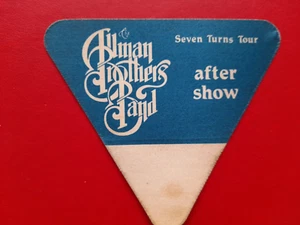 The
Allman
Brothers
Band
Seven Turns Tour
after
show